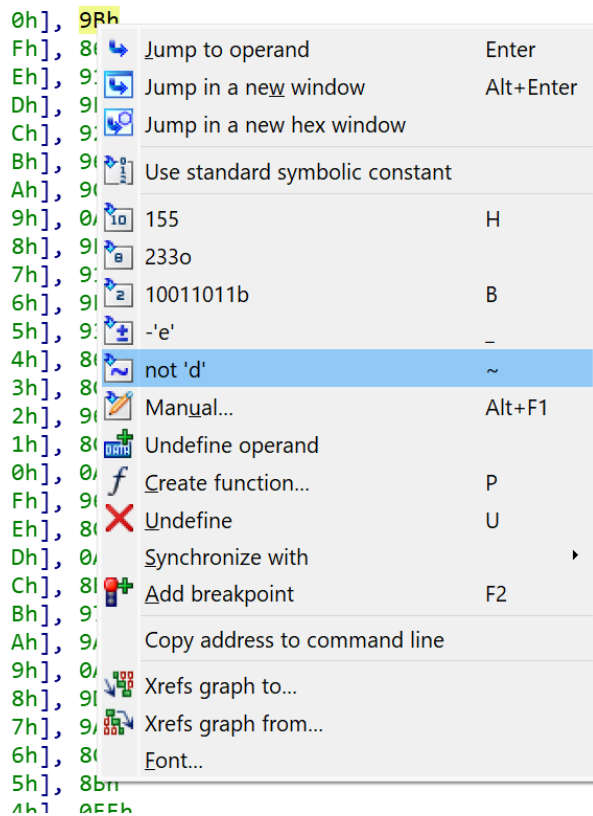 0h], 9Bh
Fh], 8
Jump to operand Enter
Eh], 9
Jump in a new window Alt+Enter
Dh], 9
Ch], 9
Jump in a new hex window
Bh], 9
Use standard symbolic constant
Ah], 9
9h], 0
155 H
8h], 9
233o
7h], 9
6h], 9
10011011b B
5h], 9
-'e' _
4h], 8
not 'd' ~
3h], 8
2h], 9
Manual... Alt+F1
1h], 8
Undefine operand
0h], 0
Fh], 9
Create function... P
Eh], 8
Undefine U
Dh], 0
Synchronize with
Ch], 8
Add breakpoint F2
Bh], 9
Ah], 9
Copy address to command line
9h], 0
Xrefs graph to...
8h], 9
7h], 9
Xrefs graph from...
6h], 8
Font...
5h], 8Bh
4h], 0FFh